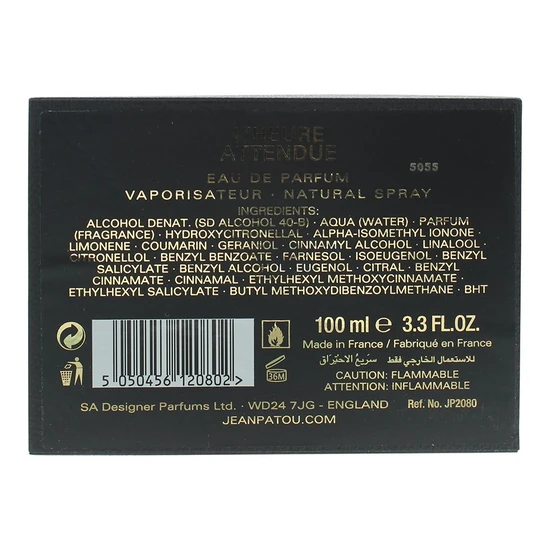 L'HEURE
ATTENDUE
5055
EAU DE PARFUM
VAPORISATEUR · NATURAL SPRAY
INGREDIENTS:
ALCOHOL DENAT. (SD ALCOHOL 40-B) · AQUA (WATER) · PARFUM
(FRAGRANCE) · HYDROXYCITRONELLAL · ALPHA-ISOMETHYL IONONE ·
LIMONENE · COUMARIN · GERANIOL · CINNAMYL ALCOHOL · LINALOOL ·
CITRONELLOL · BENZYL BENZOATE · FARNESOL · ISOEUGENOL · BENZYL
SALICYLATE · BENZYL ALCOHOL · EUGENOL · CITRAL · BENZYL
CINNAMATE · CINNAMAL · ETHYLHEXYL METHOXYCINNAMATE ·
ETHYLHEXYL SALICYLATE · BUTYL METHOXYDIBENZOYLMETHANE · BHT
100 ml e 3.3 FL.OZ.
Made in France / Fabriqué en France
للاستعمال الخارجي فقط سريع الاحتراق
CAUTION: FLAMMABLE
ATTENTION: INFLAMMABLE
36M
5 050456 120802 >
SA Designer Parfums Ltd. · WD24 7JG - ENGLAND
Ref. No. JP2080
JEANPATOU.COM